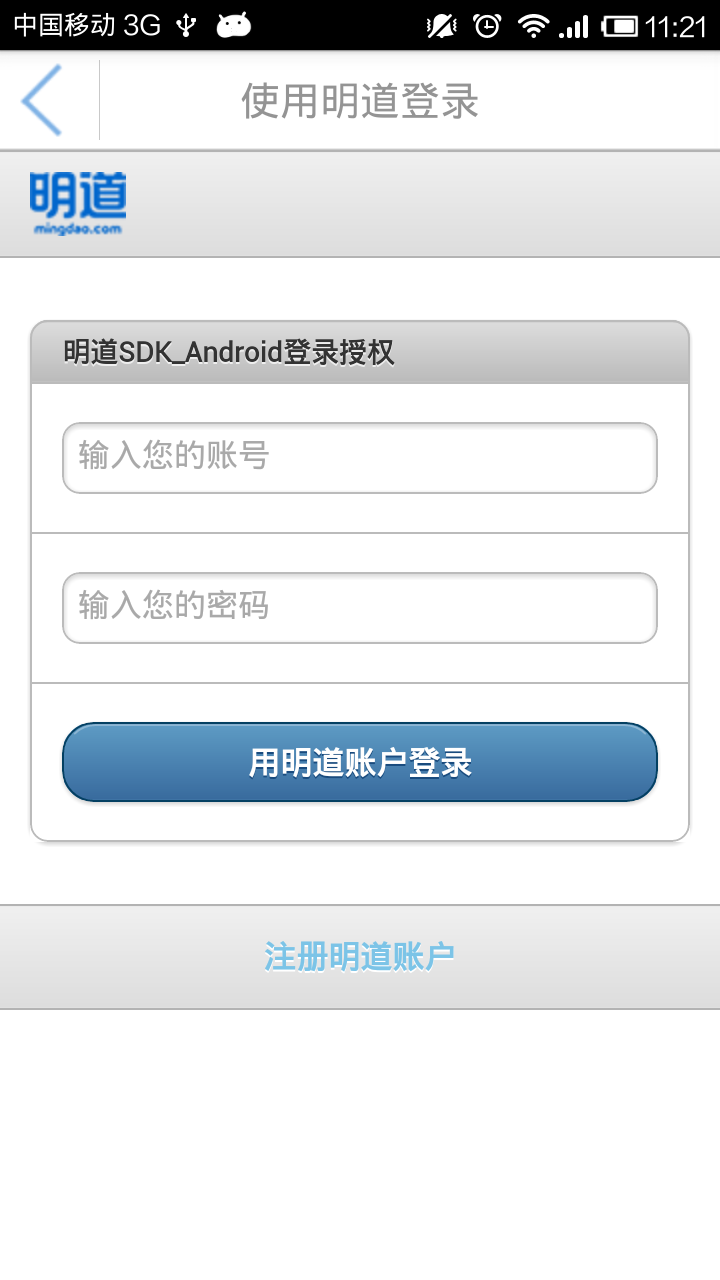 中国移动 3G 11:21
使用明道登录
明道
mingdao.com
明道SDK_Android登录授权
输入您的账号
输入您的密码
用明道账户登录
注册明道账户